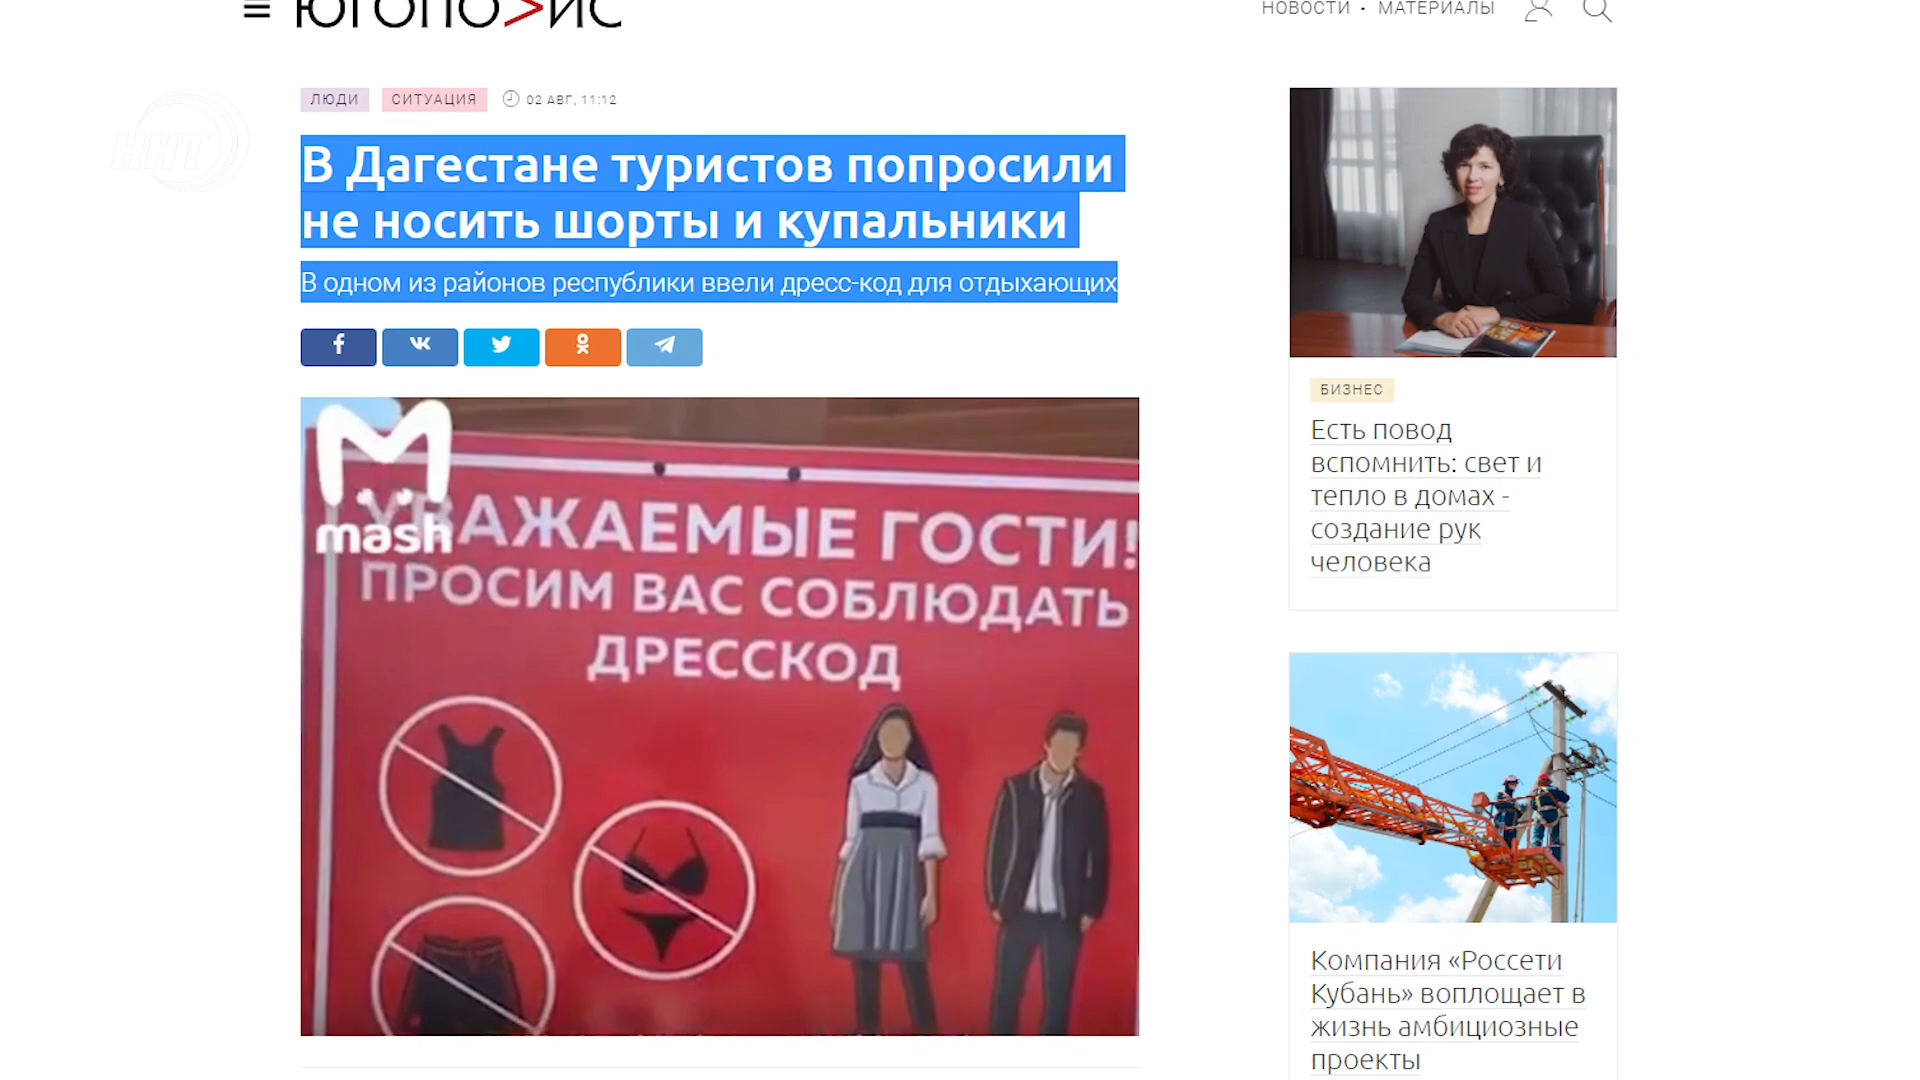 ЮГОПОЛИС
НОВОСТИ • МАТЕРИАЛЫ
ННТ
ЛЮДИ СИТУАЦИЯ 02 АВГ, 11:12
В Дагестане туристов попросили
не носить шорты и купальники
В одном из районов республики ввели дресс-код для отдыхающих
mash
УВАЖАЕМЫЕ ГОСТИ!
ПРОСИМ ВАС СОБЛЮДАТЬ
ДРЕССКОД
БИЗНЕС
Есть повод
вспомнить: свет и
тепло в домах -
создание рук
человека
Компания «Россети
Кубань» воплощает в
жизнь амбициозные
проекты